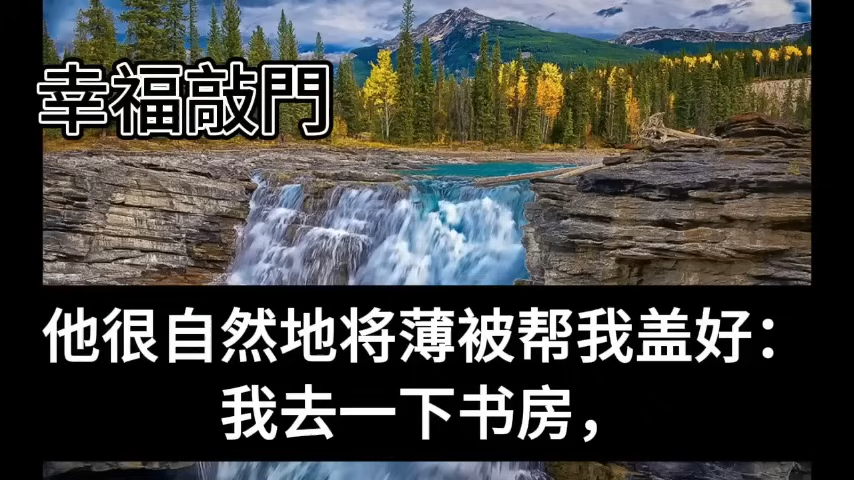 幸福敲門
他很自然地将薄被帮我盖好：
我去一下书房，